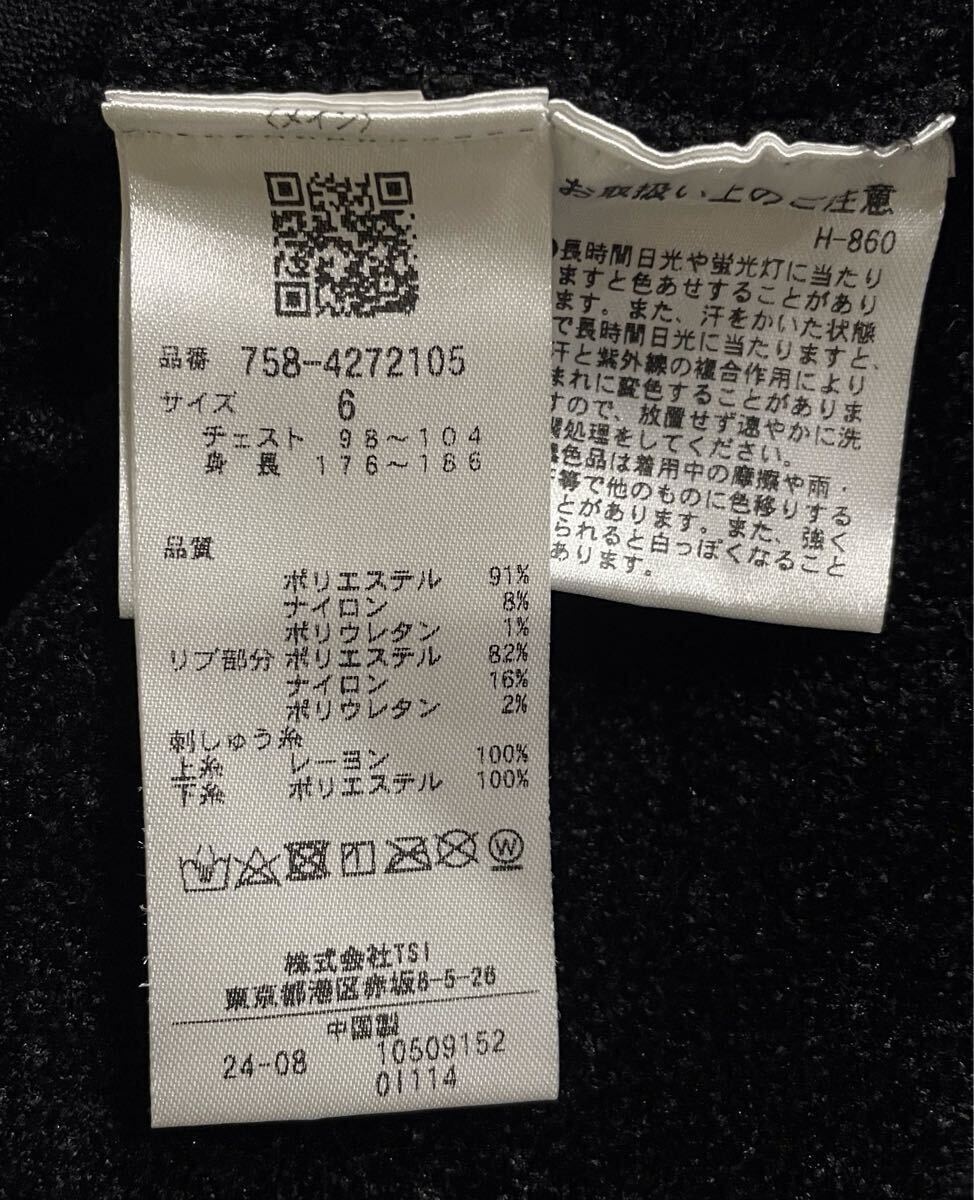 〈メイン〉
品番 758-4272105
サイズ 6
チェスト 98～104
身長 176～186
品質
ポリエステル 91%
ナイロン 8%
ポリウレタン 1%
リブ部分 ポリエステル 82%
ナイロン 16%
ポリウレタン 2%
刺しゅう糸
上糸 レーヨン 100%
下糸 ポリエステル 100%
W
株式会社TSI
東京都港区赤坂8-5-26
中国製
24-08 10509152
01114
お取扱い上のご注意
H-860
●長時間日光や蛍光灯に当たり
ますと色あせすることがあり
ます。また、汗をかいた状態
で長時間日光に当たりますと、
汗と紫外線の複合作用により
まれに変色することがありま
すので、放置せず速やかに洗
濯処理をしてください。
色品は着用中の摩擦や雨・
等で他のものに色移りする
とがあります。また、強く
られると白っぽくなること
あります。